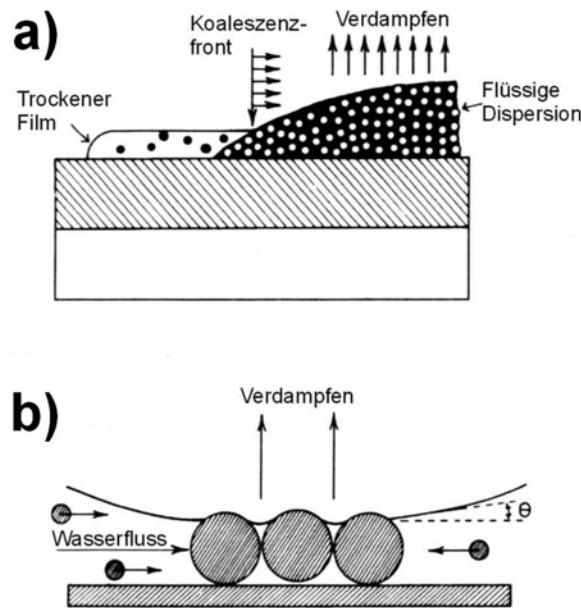 a)
Koaleszenz-
front
Verdampfen
Trockener
Film
Flüssige
Dispersion
b)
Verdampfen
Wasserfluss
θ